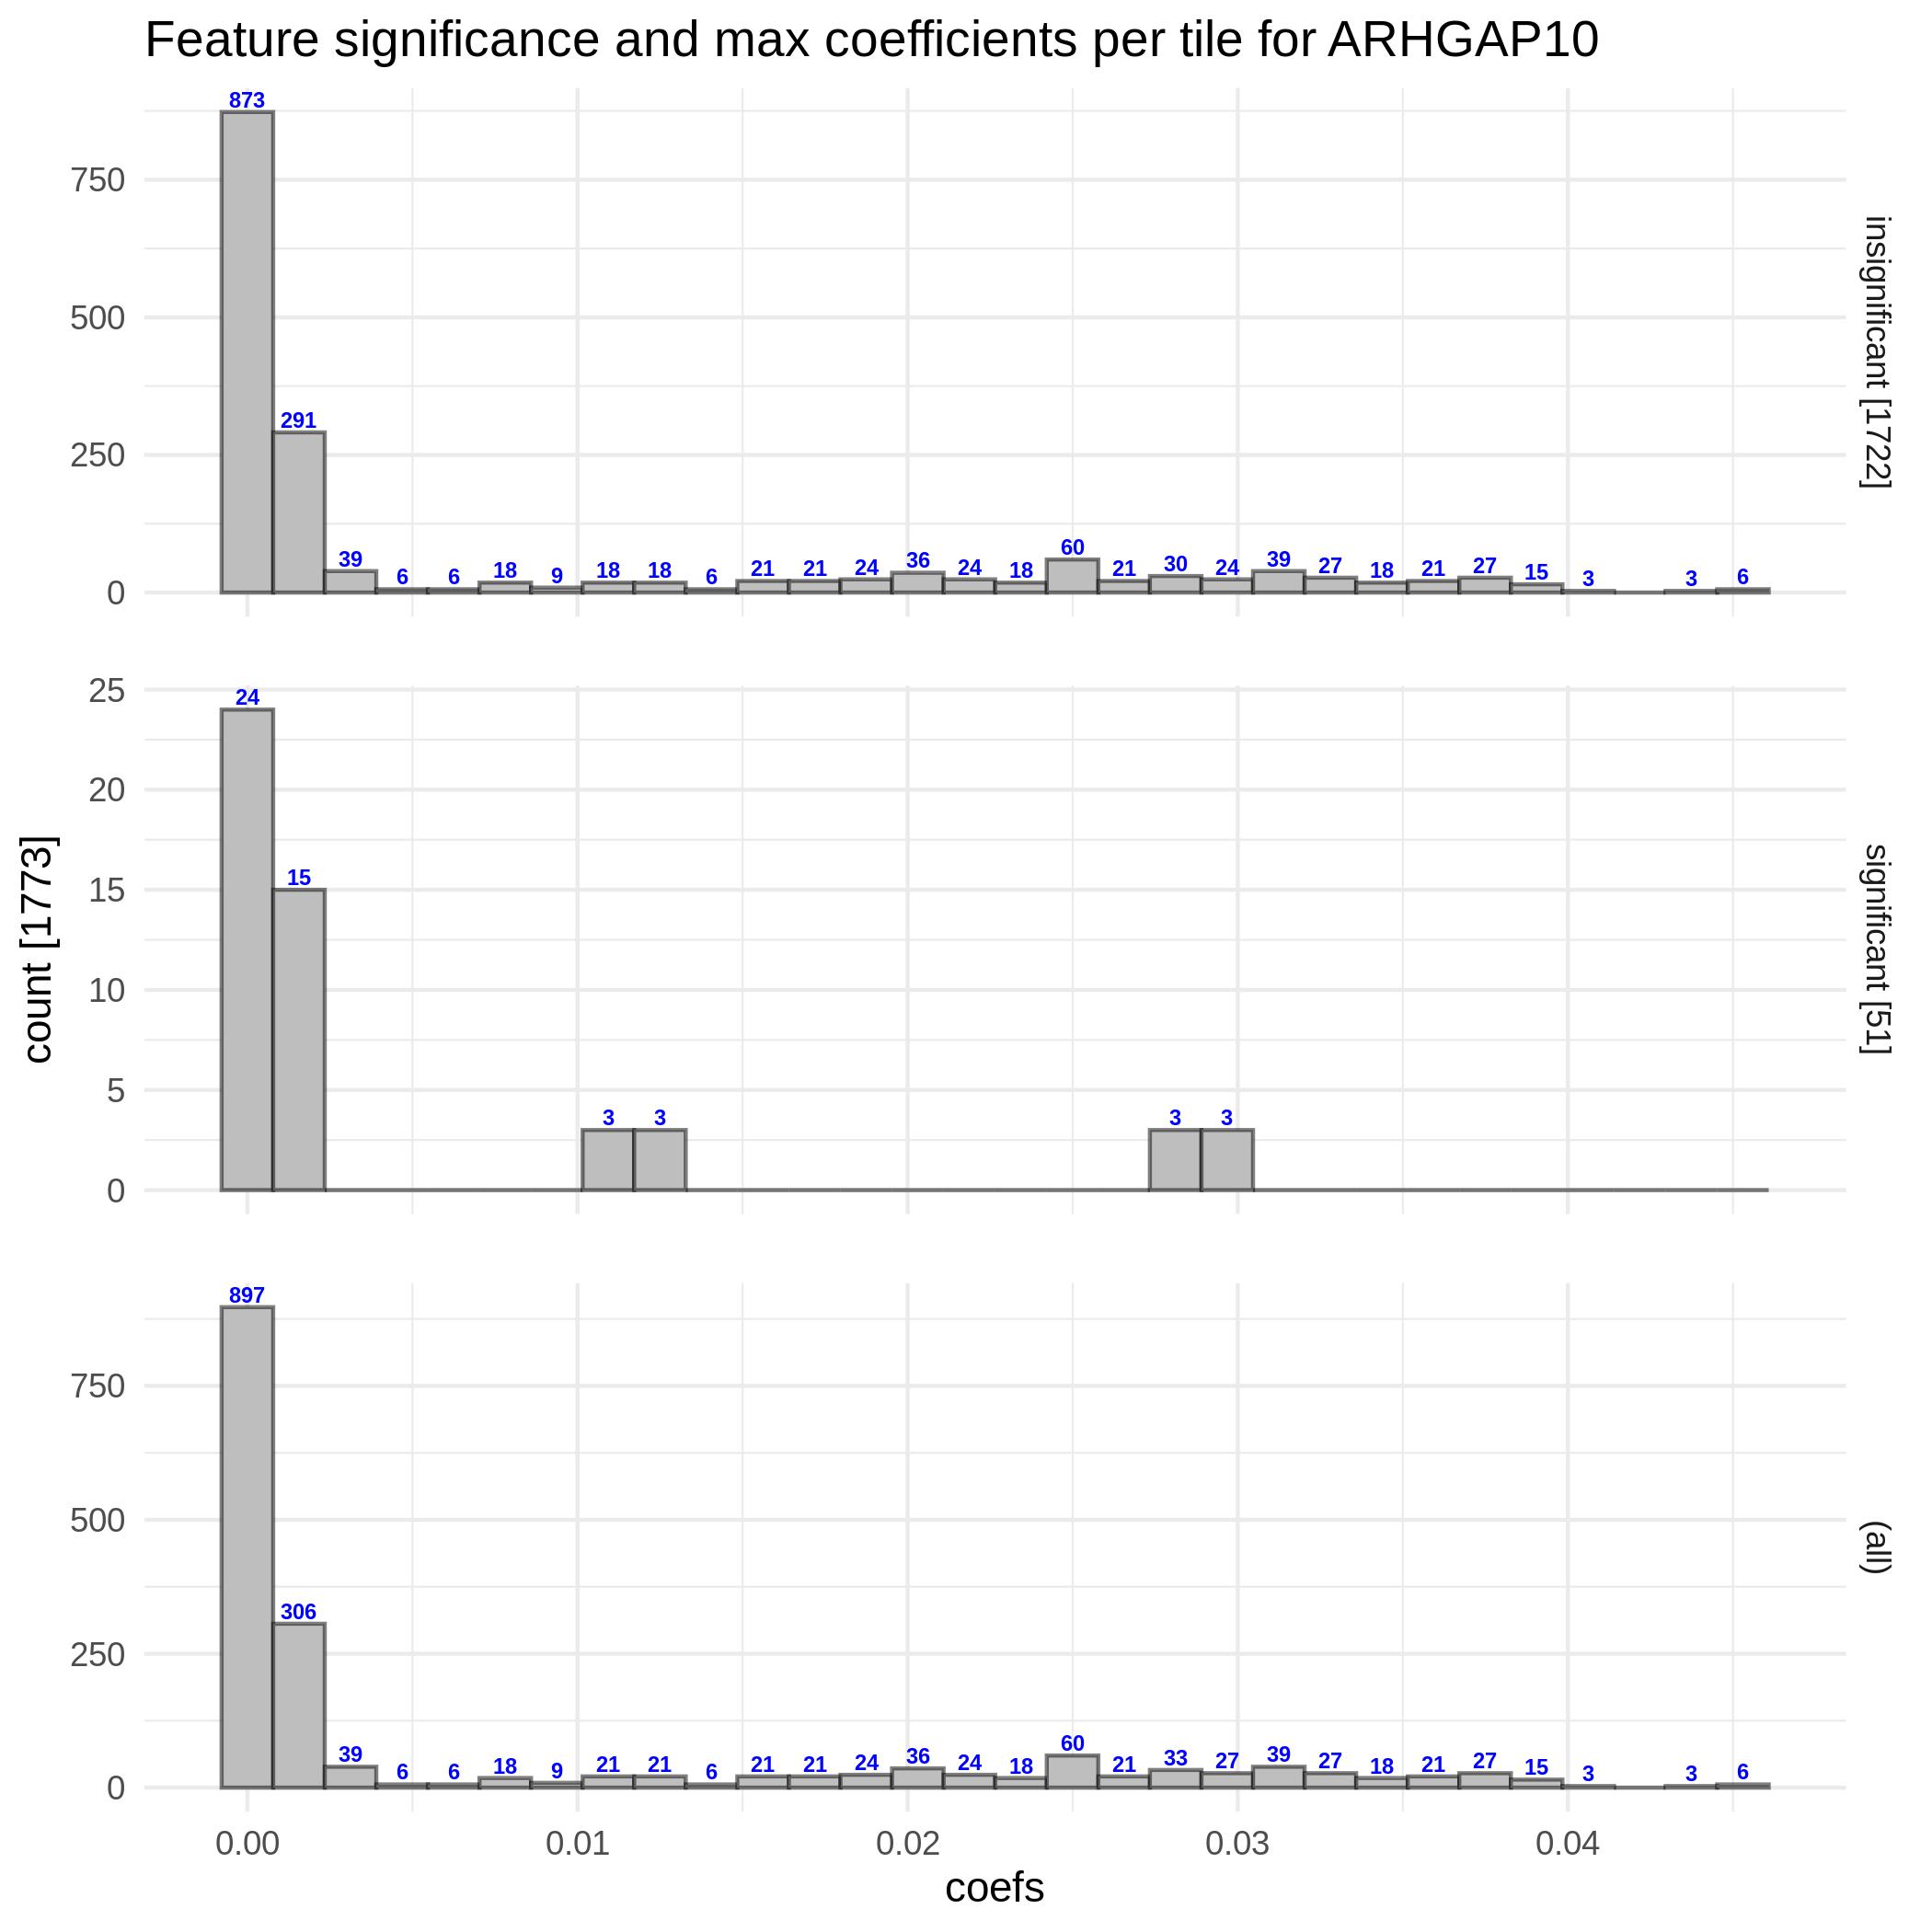 Feature significance and max coefficients per tile for ARHGAP10
873
750
500
291
250
39 6 6 18 9 18 18 6 21 21 24 36 24 18 60 21 30 24 39 27 18 21 27 15 3 3 6
0
insignificant [1722]
25
24
20
15
15
10
5
3 3 3 3
0
significant [51]
count [1773]
897
750
500
306
250
39 6 6 18 9 21 21 6 21 21 24 36 24 18 60 21 33 27 39 27 18 21 27 15 3 3 6
0
(all)
0.00 0.01 0.02 0.03 0.04
coefs